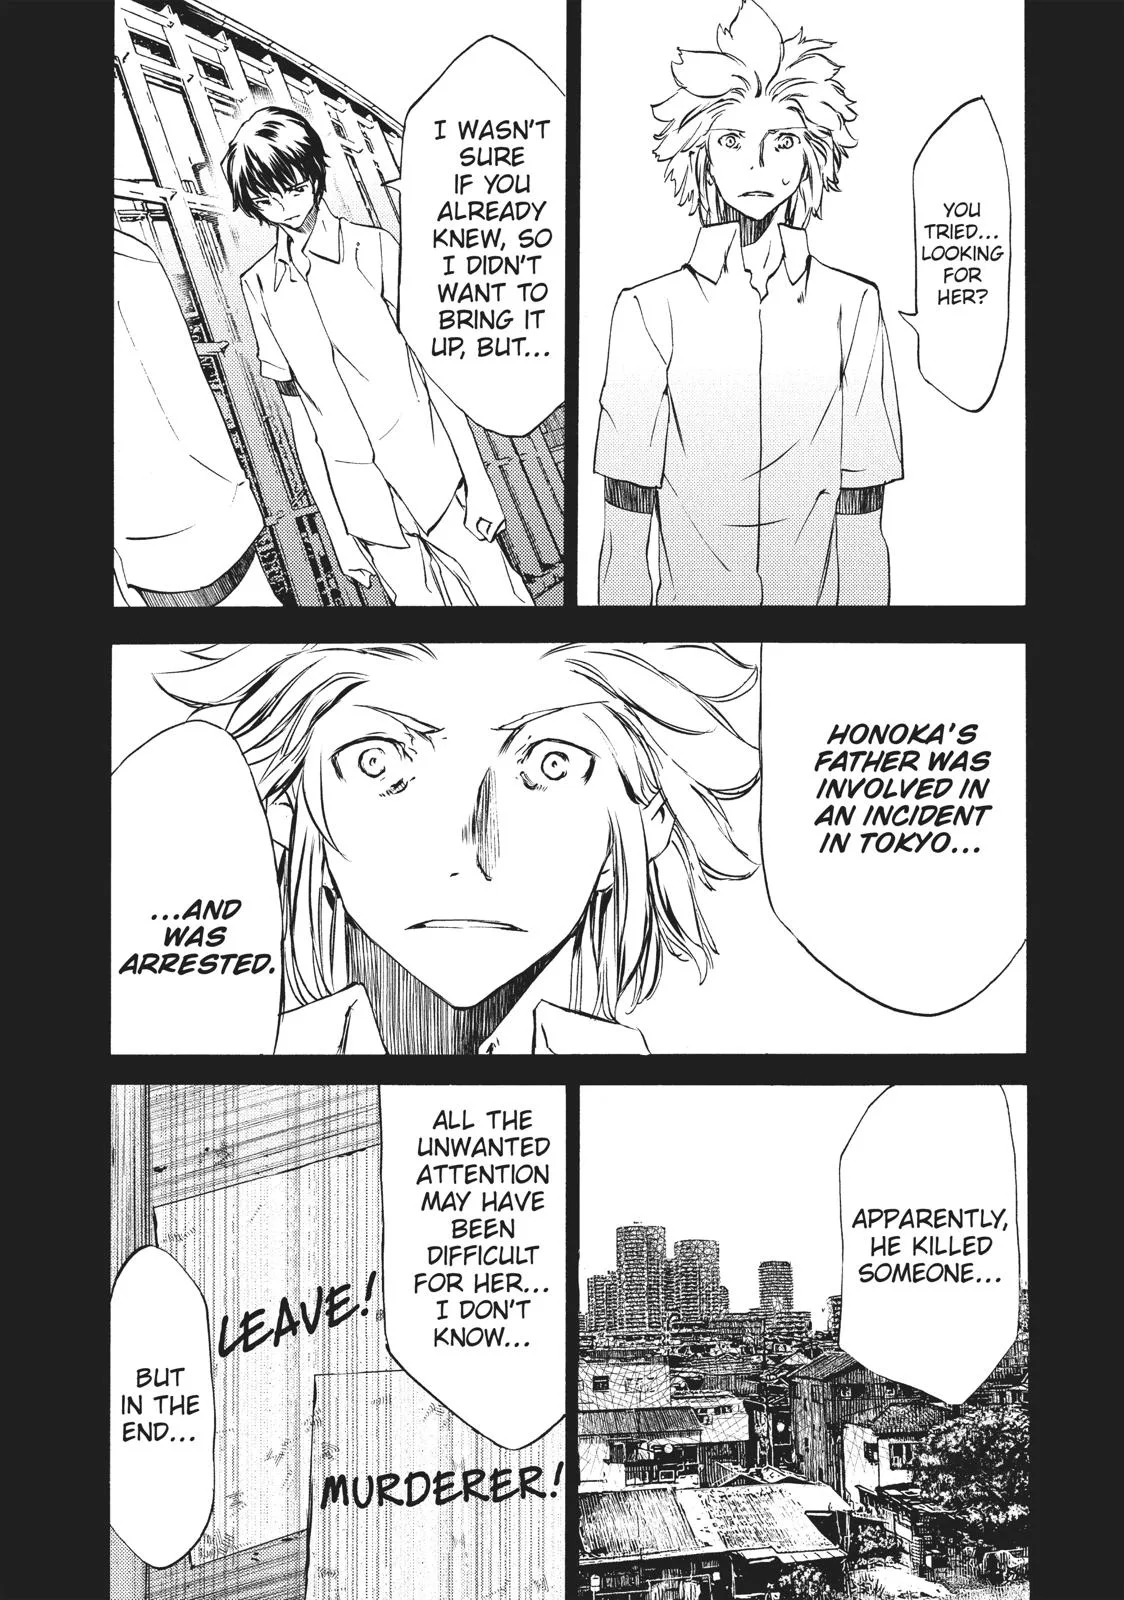 YOU
TRIED...
LOOKING
FOR
HER?
I WASN'T
SURE
IF YOU
ALREADY
KNEW, SO
I DIDN'T
WANT TO
BRING IT
UP, BUT...
HONOKA'S
FATHER WAS
INVOLVED IN
AN INCIDENT
IN TOKYO...
...AND
WAS
ARRESTED.
APPARENTLY,
HE KILLED
SOMEONE...
ALL THE
UNWANTED
ATTENTION
MAY HAVE
BEEN
DIFFICULT
FOR HER...
I DON'T
KNOW...
LEAVE!
MURDERER!
BUT
IN THE
END...